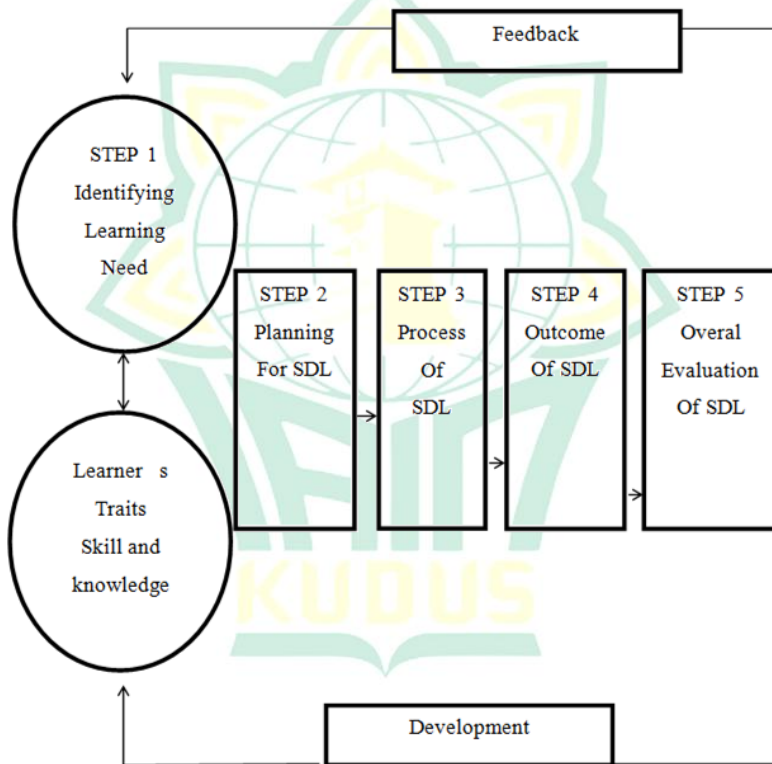 Feedback
STEP 1
Identifying
Learning
Need
STEP 2
Planning
For SDL
STEP 3
Process
Of
SDL
STEP 4
Outcome
Of SDL
STEP 5
Overal
Evaluation
Of SDL
Learner s
Traits
Skill and
knowledge
IAIN
KUDUS
Development